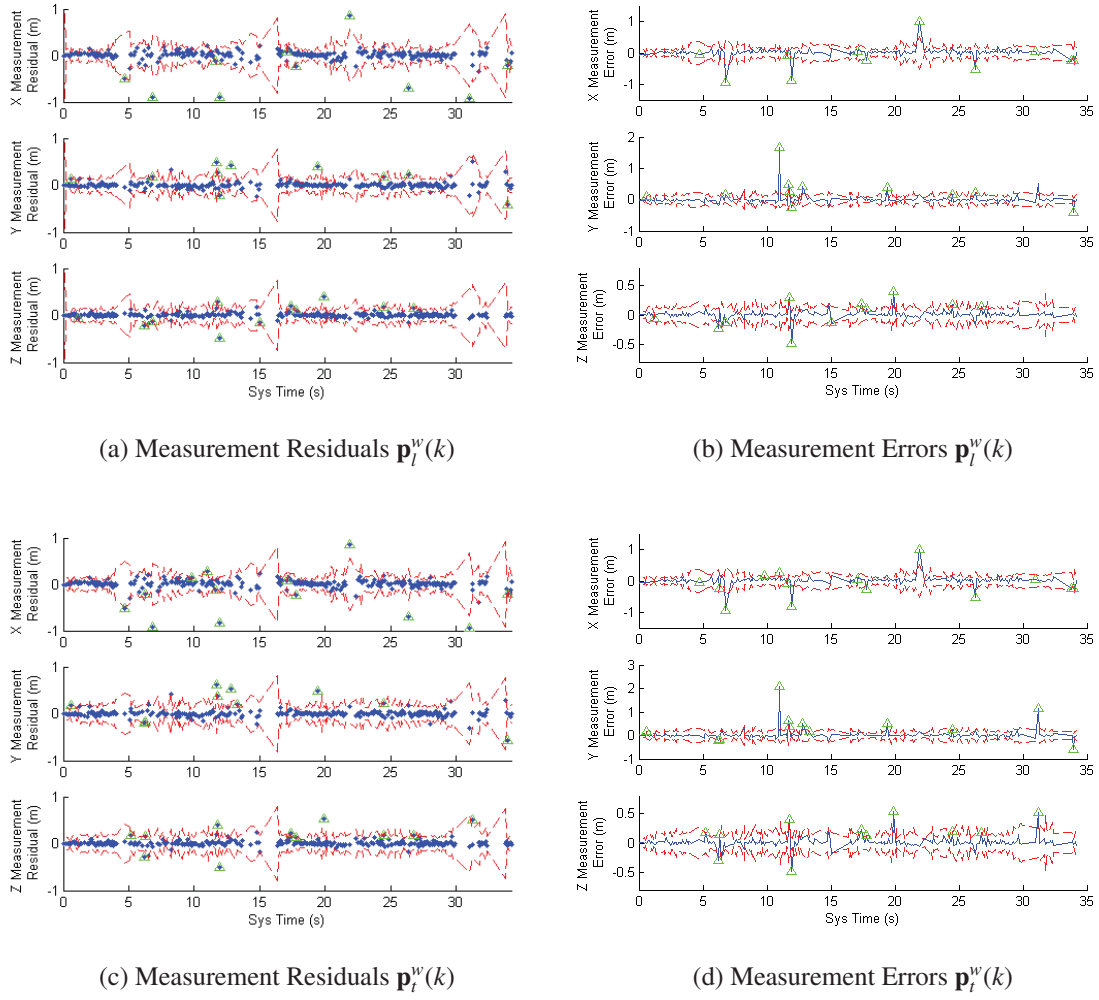 1
0
-1
X Measurement
Residual (m)
0 5 10 15 20 25 30
1
0
-1
Y Measurement
Residual (m)
0 5 10 15 20 25 30
1
0
-1
Z Measurement
Residual (m)
0 5 10 15 20 25 30
Sys Time (s)
1
0
-1
X Measurement
Error (m)
0 5 10 15 20 25 30 35
2
1
0
-1
Y Measurement
Error (m)
0 5 10 15 20 25 30 35
0.5
0
-0.5
Z Measurement
Error (m)
0 5 10 15 20 25 30 35
Sys Time (s)
(a) Measurement Residuals p_l^w(k)
(b) Measurement Errors p_l^w(k)
1
0
-1
X Measurement
Residual (m)
0 5 10 15 20 25 30
1
0
-1
Y Measurement
Residual (m)
0 5 10 15 20 25 30
1
0
-1
Z Measurement
Residual (m)
0 5 10 15 20 25 30
Sys Time (s)
1
0
-1
X Measurement
Error (m)
0 5 10 15 20 25 30 35
3
2
1
0
-1
Y Measurement
Error (m)
0 5 10 15 20 25 30 35
0.5
0
-0.5
Z Measurement
Error (m)
0 5 10 15 20 25 30 35
Sys Time (s)
(c) Measurement Residuals p_t^w(k)
(d) Measurement Errors p_t^w(k)